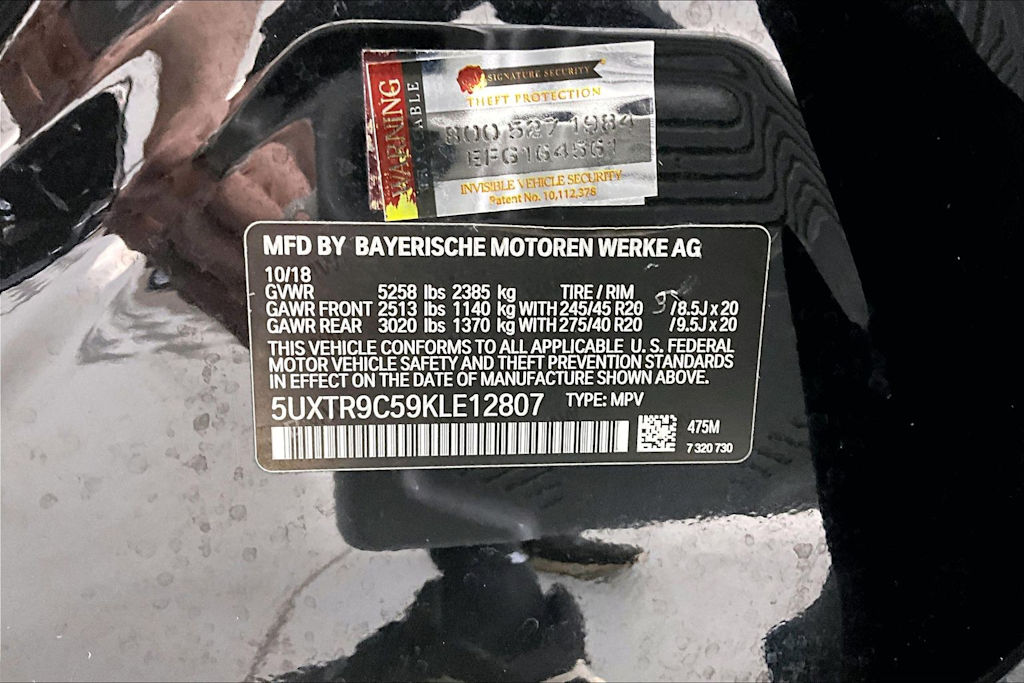 SIGNATURE SECURITY
THEFT PROTECTION
WARNING
800 527 1984
EFG164561
INVISIBLE VEHICLE SECURITY
Patent No. 10,112,378
MFD BY BAYERISCHE MOTOREN WERKE AG
10/18
GVWR 5258 lbs 2385 kg TIRE / RIM
GAWR FRONT 2513 lbs 1140 kg WITH 245/45 R20 /8.5J x 20
GAWR REAR 3020 lbs 1370 kg WITH 275/40 R20 /9.5J x 20
THIS VEHICLE CONFORMS TO ALL APPLICABLE U. S. FEDERAL
MOTOR VEHICLE SAFETY AND THEFT PREVENTION STANDARDS
IN EFFECT ON THE DATE OF MANUFACTURE SHOWN ABOVE.
5UXTR9C59KLE12807 TYPE: MPV
475M
7 320 730